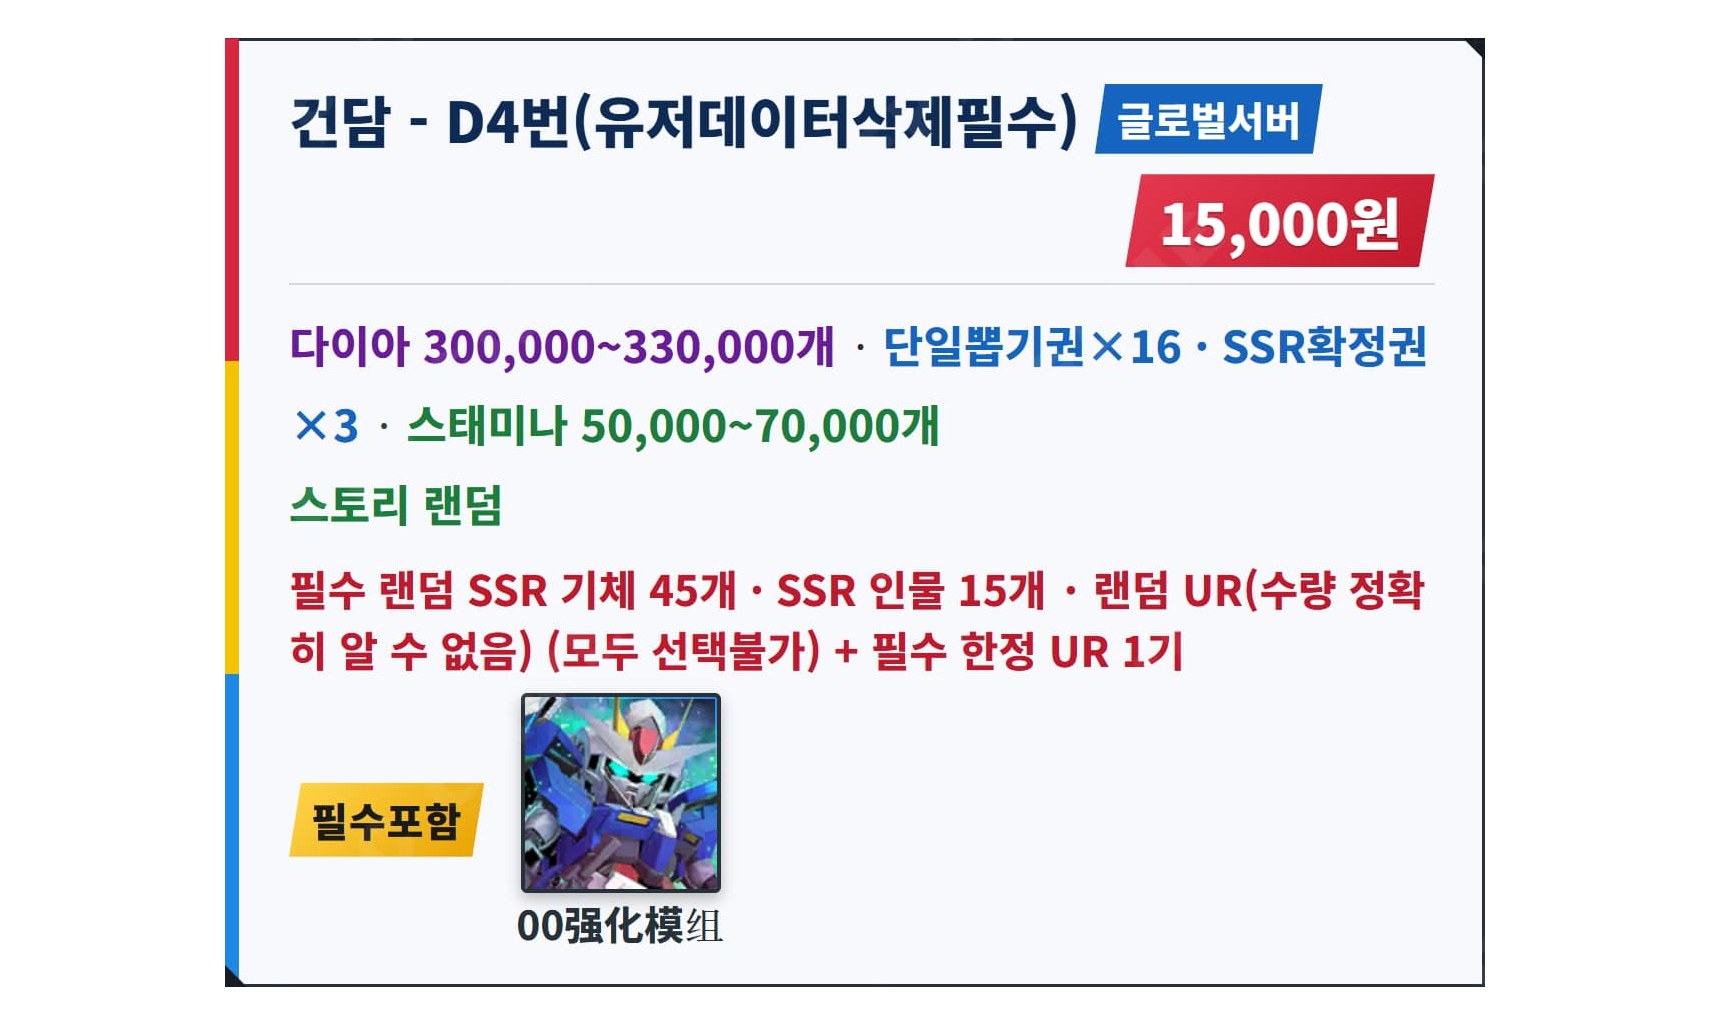 건담 - D4번(유저데이터삭제필수) 글로벌서버
15,000원
다이아 300,000~330,000개 · 단일뽑기권×16 · SSR확정권
×3 · 스태미나 50,000~70,000개
스토리 랜덤
필수 랜덤 SSR 기체 45개 · SSR 인물 15개 · 랜덤 UR(수량 정확
히 알 수 없음) (모두 선택불가) + 필수 한정 UR 1기
필수포함
00强化模组